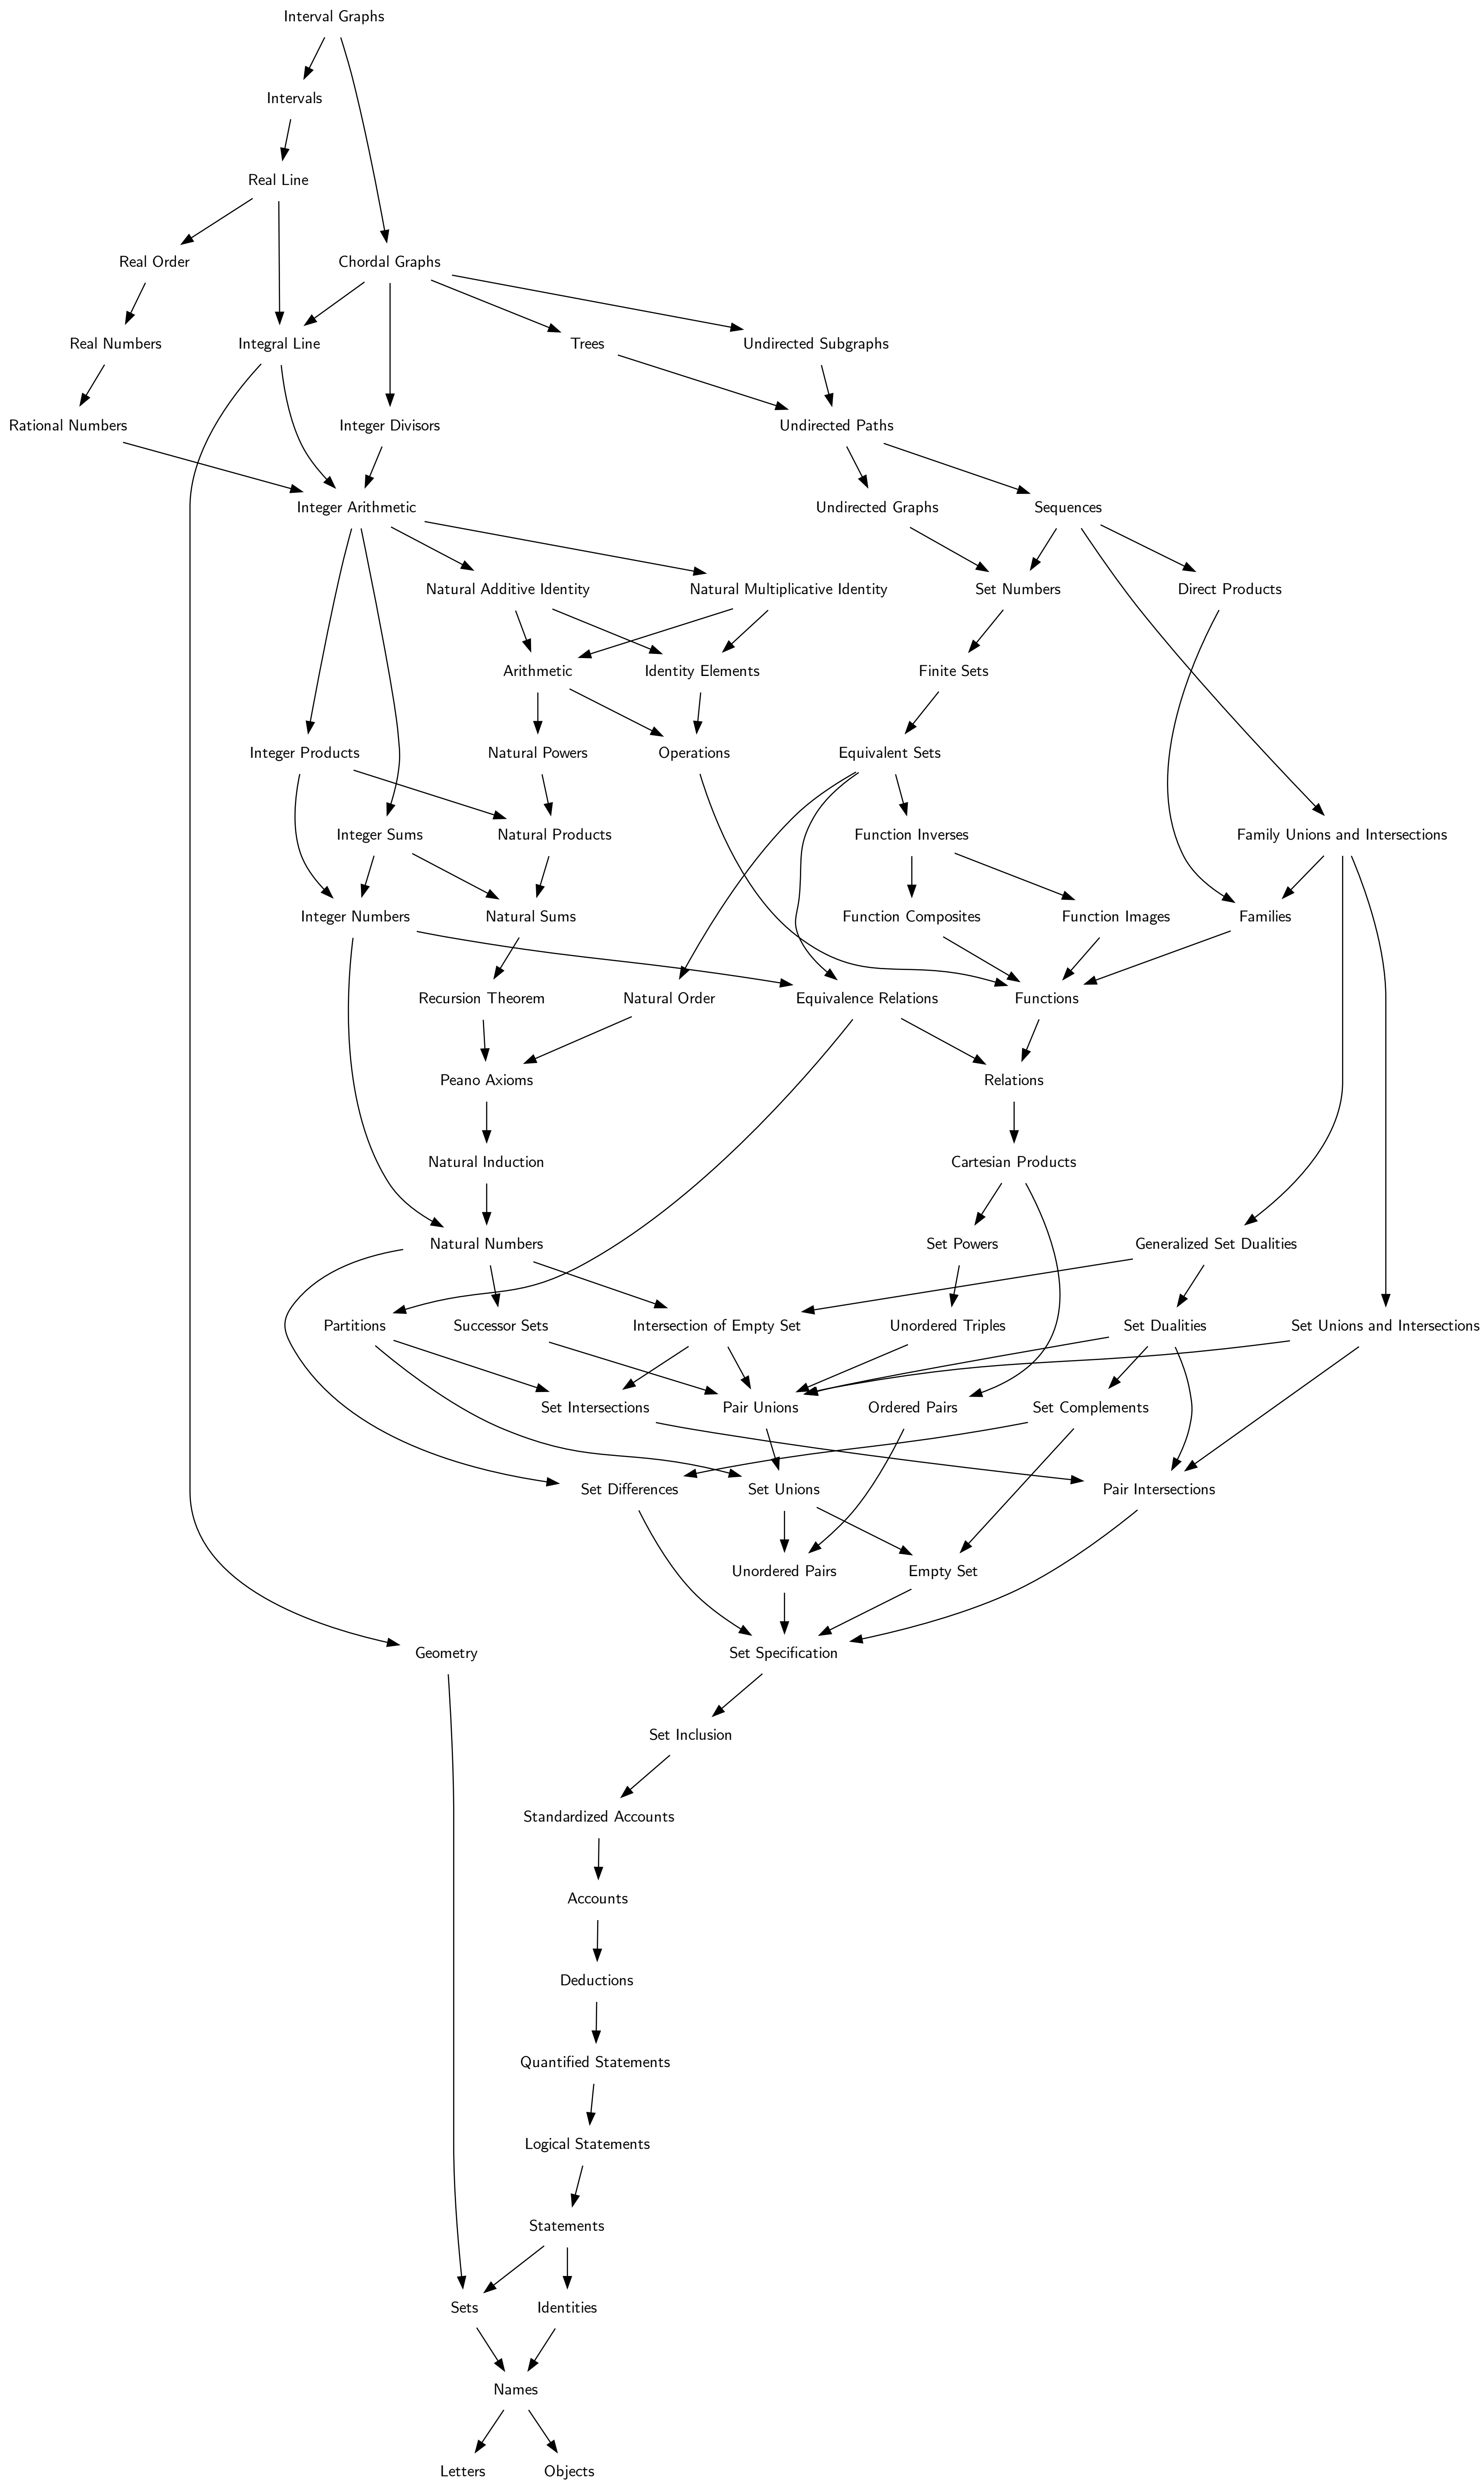 Interval Graphs
Intervals
Real Line
Real Order
Chordal Graphs
Real Numbers
Integral Line
Trees
Undirected Subgraphs
Rational Numbers
Integer Divisors
Undirected Paths
Integer Arithmetic
Undirected Graphs
Sequences
Natural Additive Identity
Natural Multiplicative Identity
Set Numbers
Direct Products
Arithmetic
Identity Elements
Finite Sets
Integer Products
Natural Powers
Operations
Equivalent Sets
Integer Sums
Natural Products
Function Inverses
Family Unions and Intersections
Integer Numbers
Natural Sums
Function Composites
Function Images
Families
Recursion Theorem
Natural Order
Equivalence Relations
Functions
Peano Axioms
Relations
Natural Induction
Cartesian Products
Natural Numbers
Set Powers
Generalized Set Dualities
Partitions
Successor Sets
Intersection of Empty Set
Unordered Triples
Set Dualities
Set Unions and Intersections
Set Intersections
Pair Unions
Ordered Pairs
Set Complements
Set Differences
Set Unions
Pair Intersections
Unordered Pairs
Empty Set
Geometry
Set Specification
Set Inclusion
Standardized Accounts
Accounts
Deductions
Quantified Statements
Logical Statements
Statements
Sets
Identities
Names
Letters
Objects